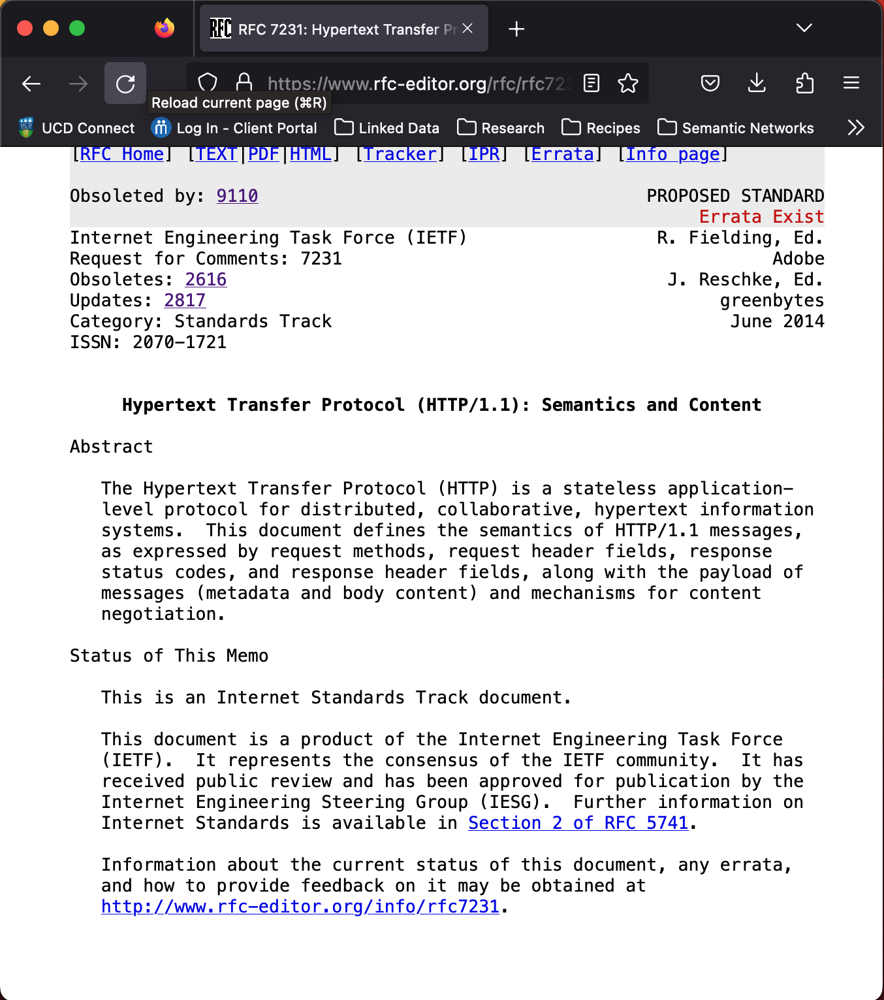 RFC RFC 7231: Hypertext Transfer Pr
https://www.rfc-editor.org/rfc/rfc723
Reload current page (⌘R)
UCD Connect Log In - Client Portal Linked Data Research Recipes Semantic Networks
[RFC Home] [TEXT|PDF|HTML] [Tracker] [IPR] [Errata] [Info page]
Obsoleted by: 9110 PROPOSED STANDARD
Errata Exist
Internet Engineering Task Force (IETF) R. Fielding, Ed.
Request for Comments: 7231 Adobe
Obsoletes: 2616 J. Reschke, Ed.
Updates: 2817 greenbytes
Category: Standards Track June 2014
ISSN: 2070-1721
Hypertext Transfer Protocol (HTTP/1.1): Semantics and Content
Abstract
The Hypertext Transfer Protocol (HTTP) is a stateless application-
level protocol for distributed, collaborative, hypertext information
systems.  This document defines the semantics of HTTP/1.1 messages,
as expressed by request methods, request header fields, response
status codes, and response header fields, along with the payload of
messages (metadata and body content) and mechanisms for content
negotiation.
Status of This Memo
This is an Internet Standards Track document.
This document is a product of the Internet Engineering Task Force
(IETF).  It represents the consensus of the IETF community.  It has
received public review and has been approved for publication by the
Internet Engineering Steering Group (IESG).  Further information on
Internet Standards is available in Section 2 of RFC 5741.
Information about the current status of this document, any errata,
and how to provide feedback on it may be obtained at
http://www.rfc-editor.org/info/rfc7231.